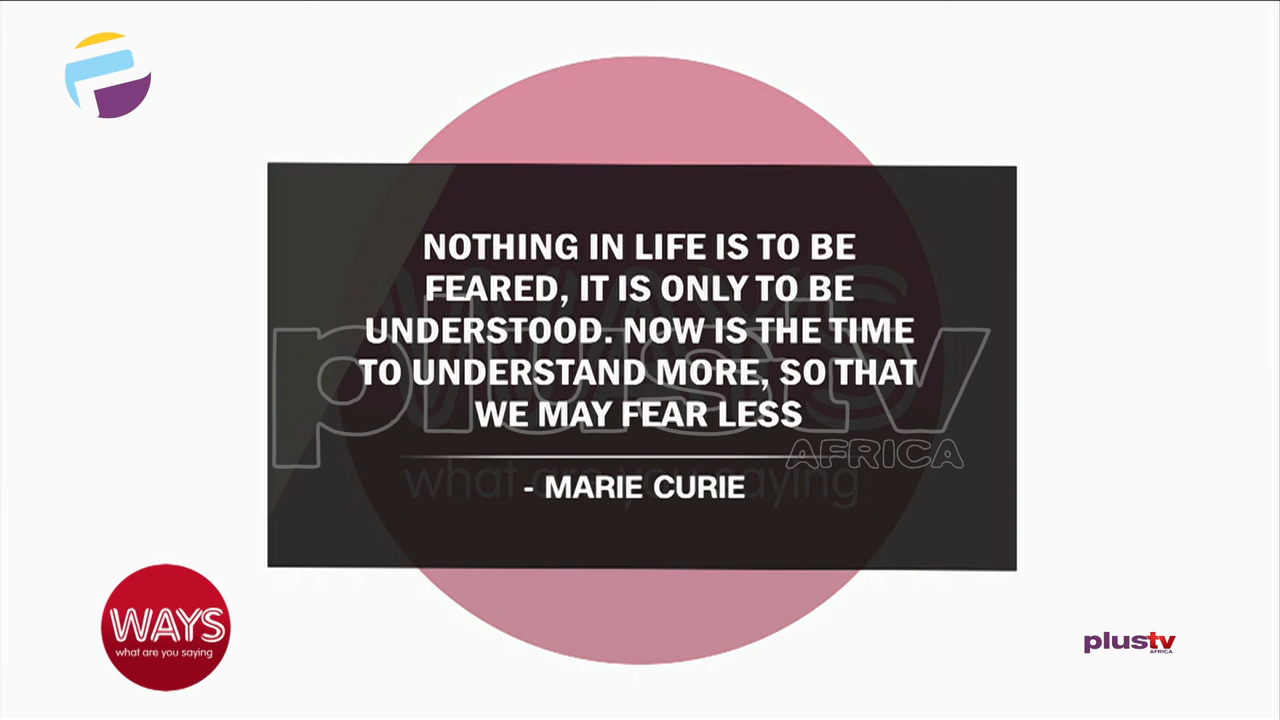 NOTHING IN LIFE IS TO BE
FEARED, IT IS ONLY TO BE
UNDERSTOOD. NOW IS THE TIME
TO UNDERSTAND MORE, SO THAT
WE MAY FEAR LESS
- MARIE CURIE
plustv
AFRICA
WAYS
what are you saying
WAYS
what are you saying
plustv
AFRICA